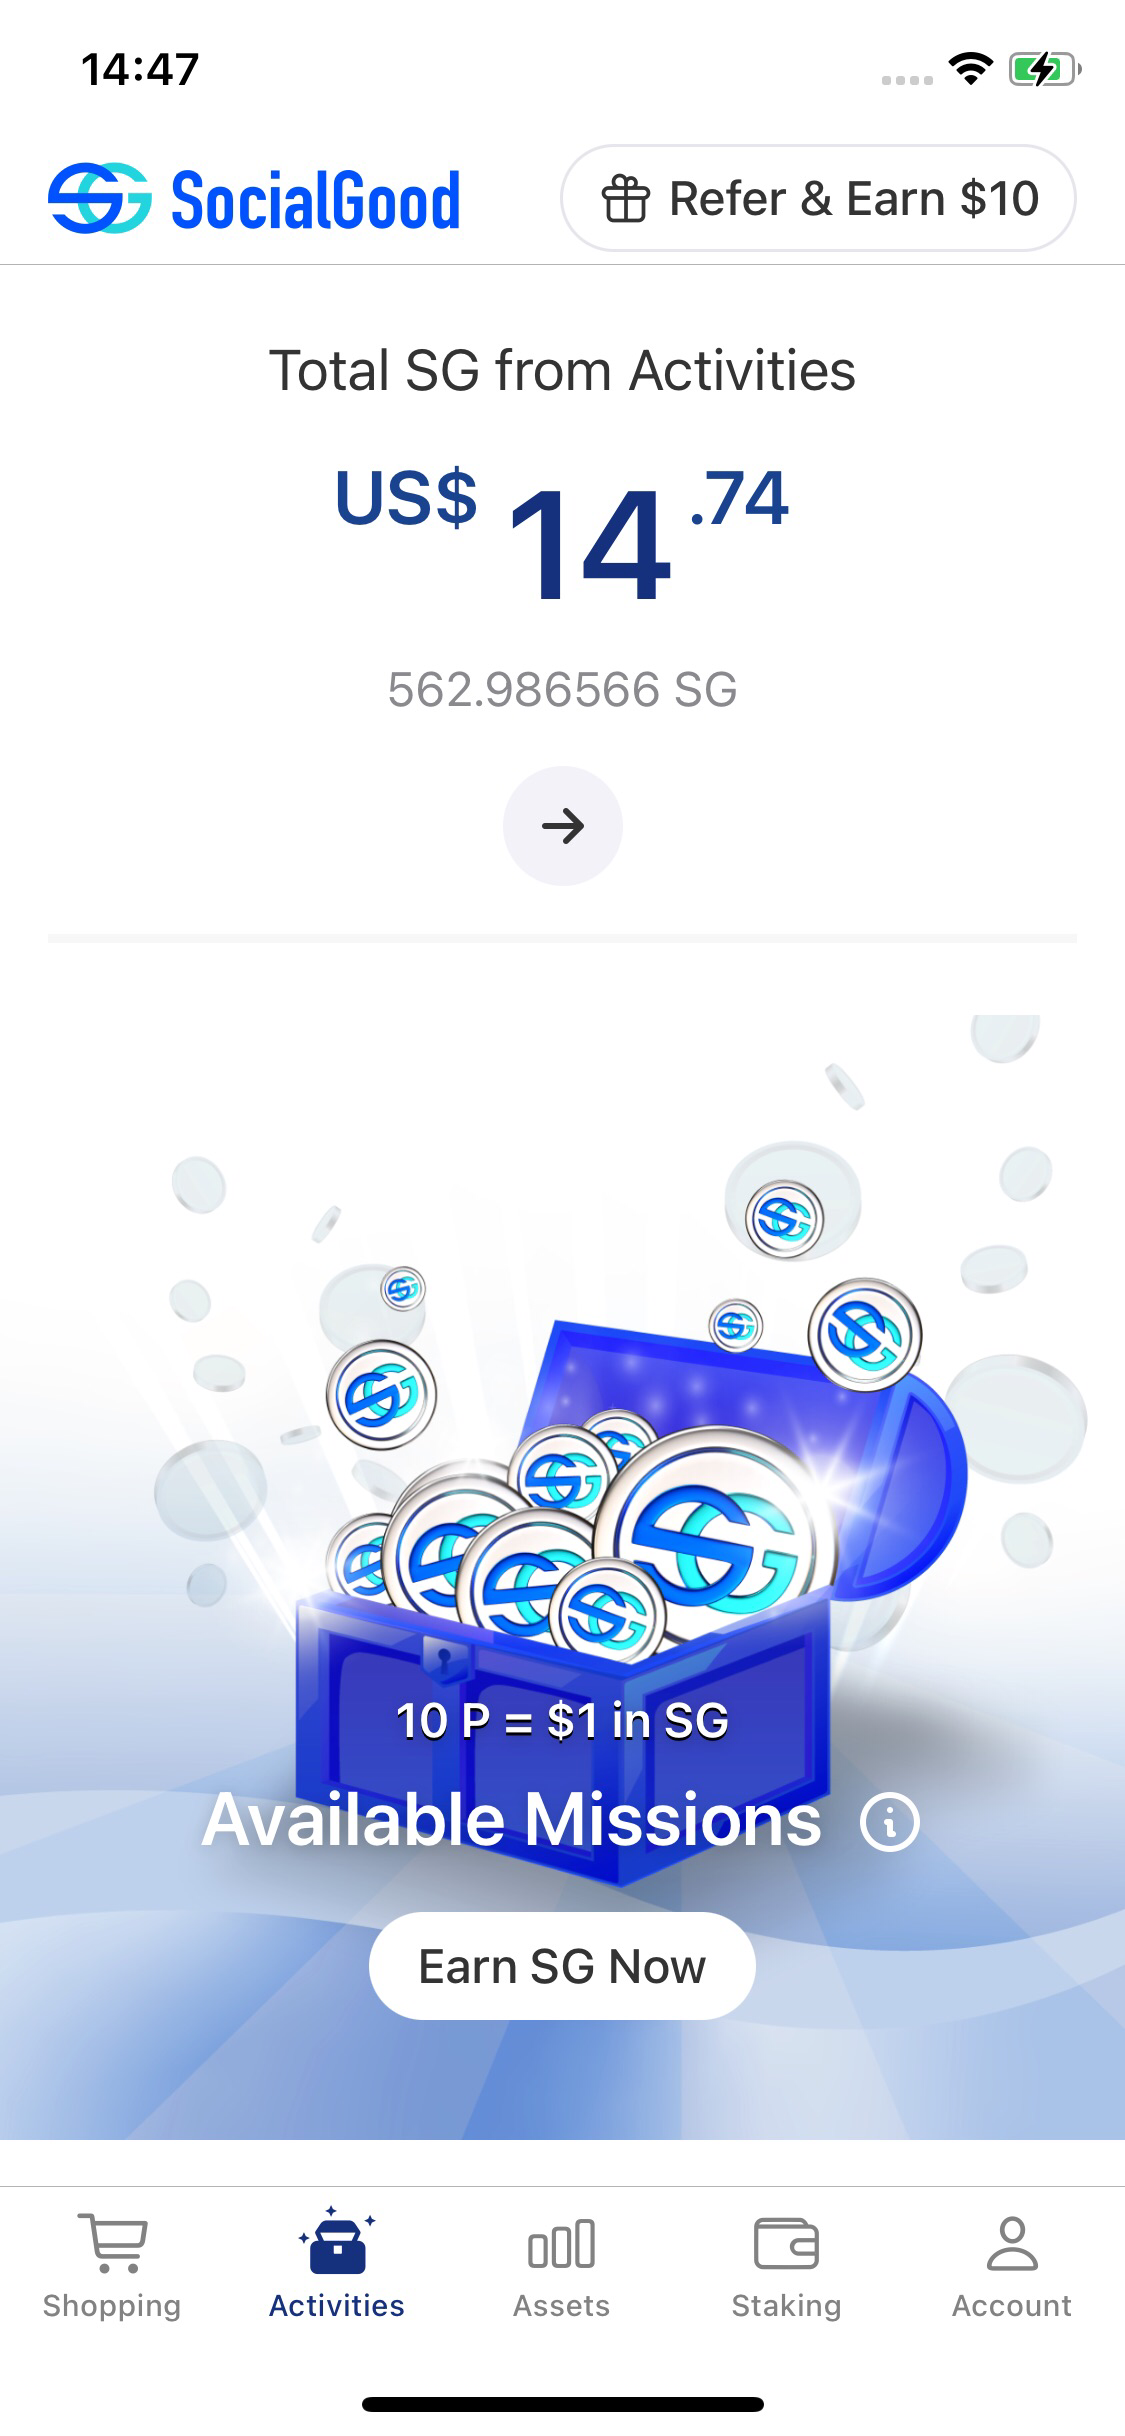 14:47
SocialGood
Refer & Earn $10
Total SG from Activities
US$ 14.74
562.986566 SG
10 P = $1 in SG
Available Missions
Earn SG Now
Shopping
Activities
Assets
Staking
Account